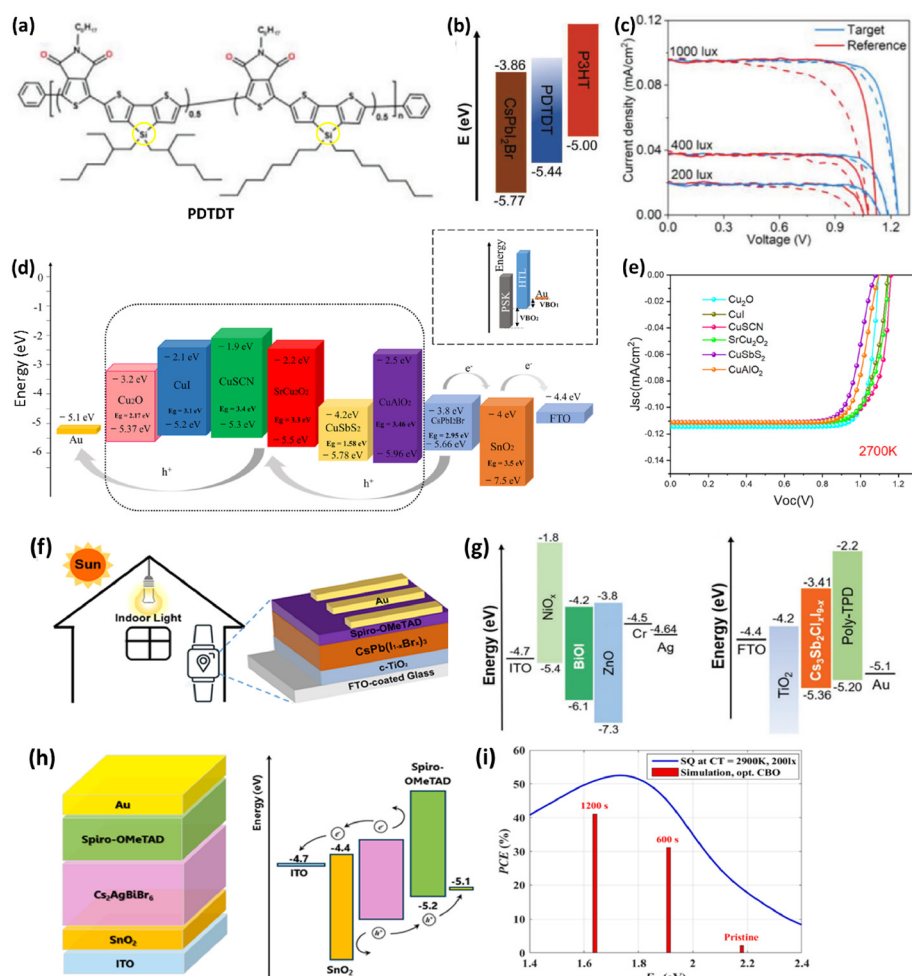 (a)
C₈H₁₇
C₈H₁₇
O
N
O
O
N
O
S
S
S
0.5
S
S
S
0.5
n
Si
Si
PDTDT
(b)
E (eV)
-3.86
CsPbI₂Br
-5.77
PDTDT
-5.44
P3HT
-5.00
(c)
Current density (mA/cm²)
0.12
0.08
0.04
0.00
1000 lux
400 lux
200 lux
Target
Reference
0.0
0.3
0.6
0.9
1.2
Voltage (V)
(d)
Energy (eV)
0
-1
-2
-3
-4
-5
-6
− 5.1 eV
Au
− 3.2 eV
Cu₂O
Eg = 2.17 eV
− 5.37 eV
− 2.1 eV
CuI
Eg = 3.1 eV
− 5.2 eV
− 1.9 eV
CuSCN
Eg = 3.4 eV
− 5.3 eV
− 2.2 eV
SrCu₂O₂
Eg = 3.3 eV
− 5.5 eV
− 4.2eV
CuSbS₂
Eg = 1.58 eV
− 5.78 eV
− 2.5 eV
CuAlO₂
Eg = 3.46 eV
− 5.96 eV
− 3.8 eV
CsPbI₂Br
Eg = 2.95 eV
− 5.66 eV
− 4 eV
SnO₂
Eg = 3.5 eV
− 7.5 eV
− 4.4 eV
FTO
e⁻
e⁻
h⁺
h⁺
Energy
PSK
HTL
Au
VBO₁
VBO₂
(e)
Jsc(mA/cm²)
0.00
-0.02
-0.04
-0.06
-0.08
-0.10
-0.12
-0.14
Cu₂O
CuI
CuSCN
SrCu₂O₂
CuSbS₂
CuAlO₂
2700K
0.0
0.2
0.4
0.6
0.8
1.0
1.2
Voc(V)
(f)
Sun
Indoor Light
Au
Spiro-OMeTAD
CsPb(I₁₋ₓBrₓ)₃
c-TiO₂
FTO-coated Glass
(g)
Energy (eV)
-4.7
ITO
-1.8
NiOₓ
-5.4
-4.2
BiOI
-6.1
-3.8
ZnO
-7.3
-4.5
Cr
-4.64
Ag
Energy (eV)
-4.4
FTO
-4.2
TiO₂
-3.41
Cs₃Sb₂ClₓI₉₋ₓ
-5.36
-2.2
Poly-TPD
-5.20
-5.1
Au
(h)
Au
Spiro-OMeTAD
Cs₂AgBiBr₆
SnO₂
ITO
Energy (eV)
-4.7
ITO
-4.4
SnO₂
Spiro-
OMeTAD
-5.2
-5.1
e⁻
e⁻
h⁺
h⁺
(i)
PCE (%)
60
50
40
30
20
10
0
SQ at CT = 2900K, 200lx
Simulation, opt. CBO
1200 s
600 s
Pristine
1.4
1.6
1.8
2
2.2
2.4